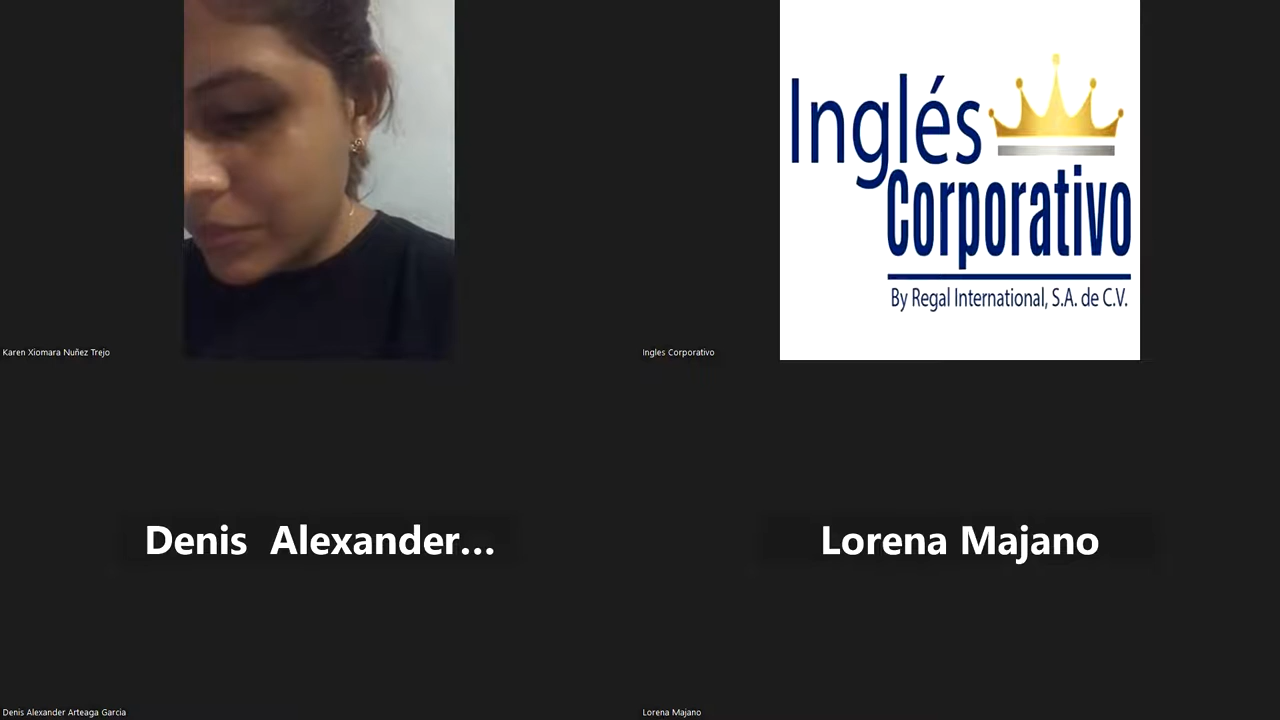 Inglés
Corporativo
By Regal International, S.A. de C.V.
Karen Xiomara Nuñez Trejo
Ingles Corporativo
Denis Alexander...
Lorena Majano
Denis Alexander Arteaga Garcia
Lorena Majano